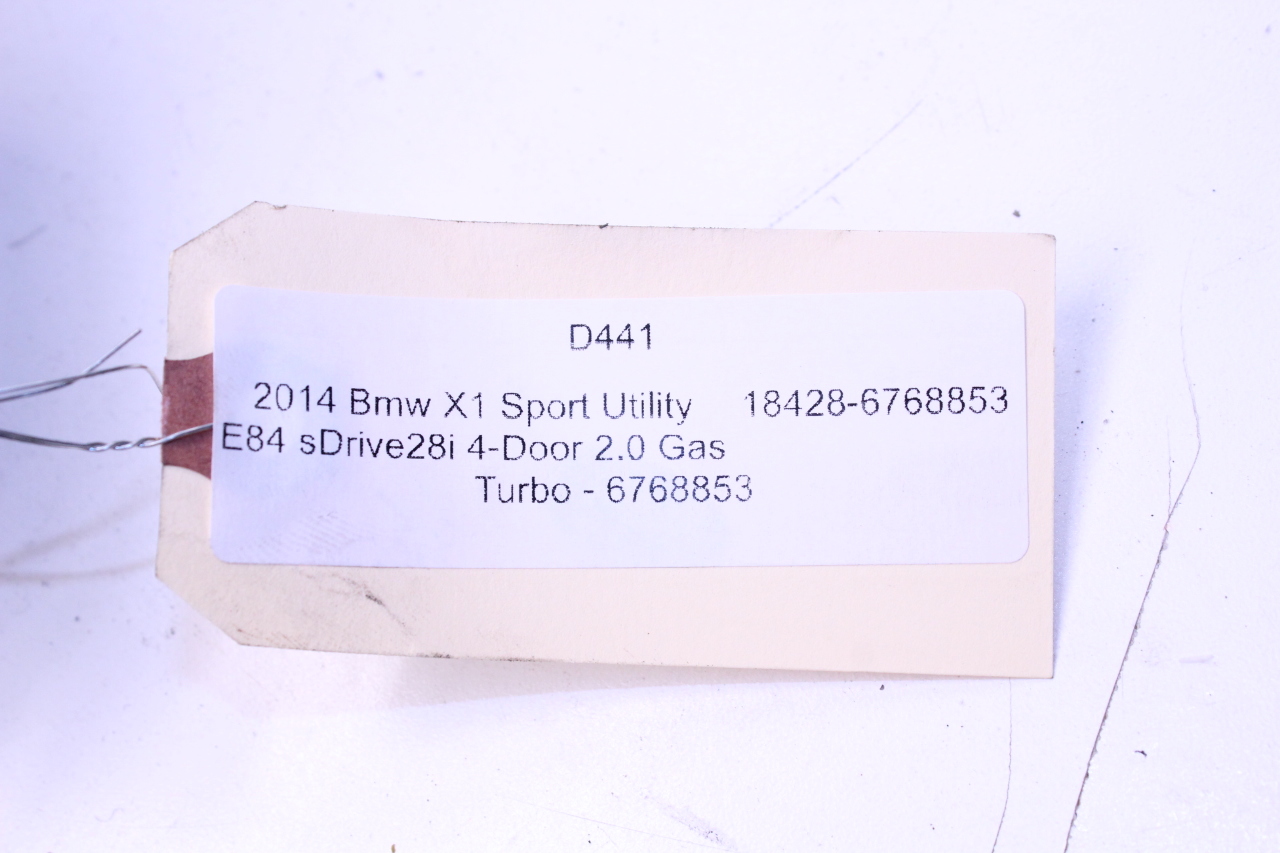 D441
2014 Bmw X1 Sport Utility 18428-6768853
E84 sDrive28i 4-Door 2.0 Gas
Turbo - 6768853